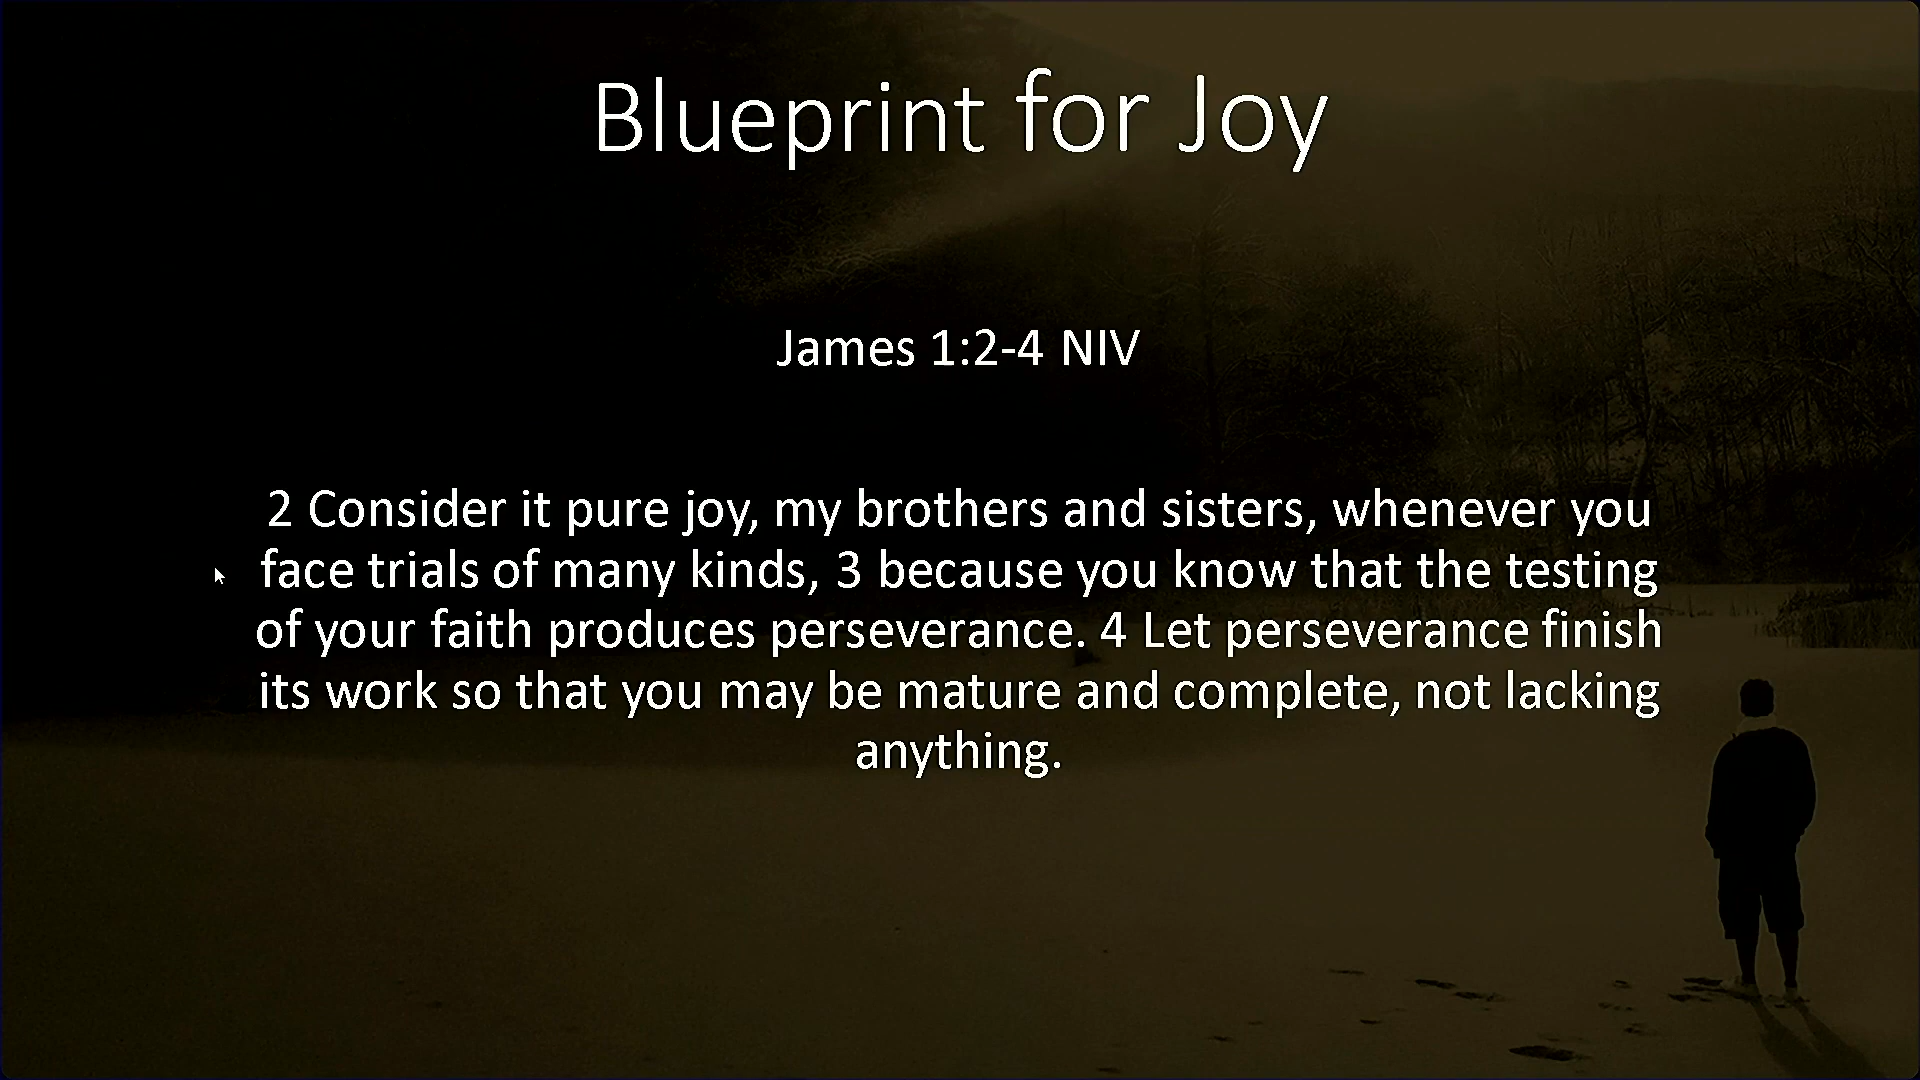 Blueprint for Joy
James 1:2-4 NIV
2 Consider it pure joy, my brothers and sisters, whenever you
face trials of many kinds, 3 because you know that the testing
of your faith produces perseverance. 4 Let perseverance finish
its work so that you may be mature and complete, not lacking
anything.